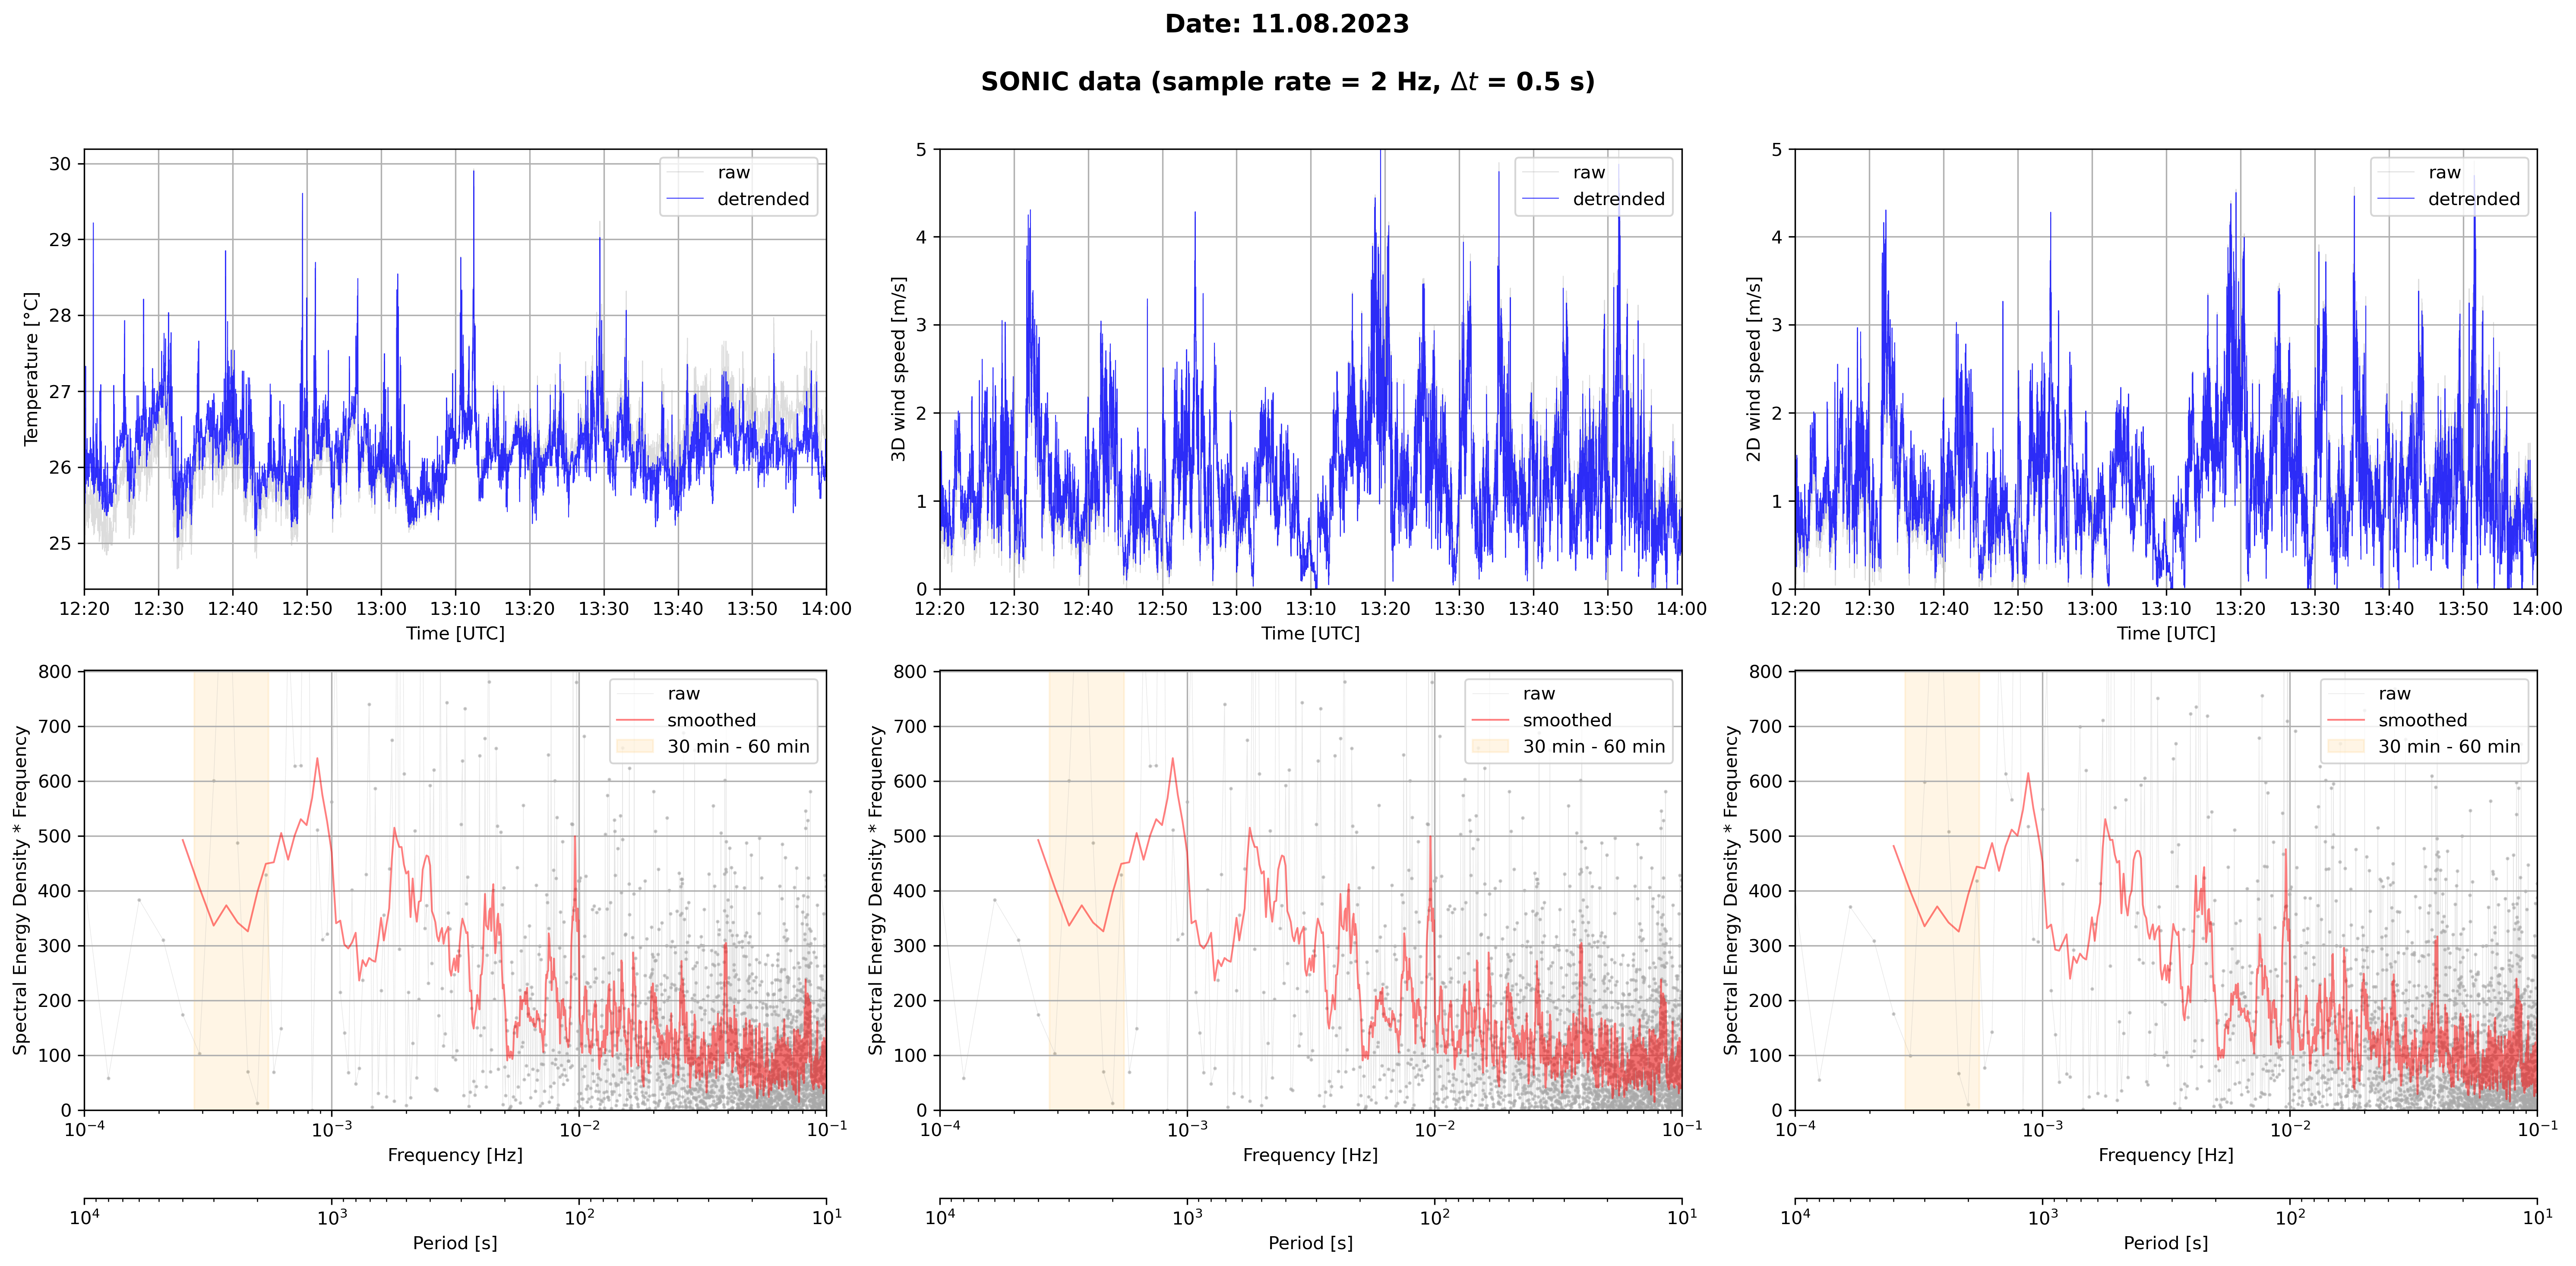 Date: 11.08.2023
SONIC data (sample rate = 2 Hz, Δt = 0.5 s)
30
29
28
27
26
25
Temperature [°C]
raw
detrended
12:20 12:30 12:40 12:50 13:00 13:10 13:20 13:30 13:40 13:50 14:00
Time [UTC]
5
4
3
2
1
0
3D wind speed [m/s]
raw
detrended
12:20 12:30 12:40 12:50 13:00 13:10 13:20 13:30 13:40 13:50 14:00
Time [UTC]
5
4
3
2
1
0
2D wind speed [m/s]
raw
detrended
12:20 12:30 12:40 12:50 13:00 13:10 13:20 13:30 13:40 13:50 14:00
Time [UTC]
800
700
600
500
400
300
200
100
0
Spectral Energy Density * Frequency
raw
smoothed
30 min - 60 min
10⁻⁴ 10⁻³ 10⁻² 10⁻¹
Frequency [Hz]
10⁴ 10³ 10² 10¹
Period [s]
800
700
600
500
400
300
200
100
0
Spectral Energy Density * Frequency
raw
smoothed
30 min - 60 min
10⁻⁴ 10⁻³ 10⁻² 10⁻¹
Frequency [Hz]
10⁴ 10³ 10² 10¹
Period [s]
800
700
600
500
400
300
200
100
0
Spectral Energy Density * Frequency
raw
smoothed
30 min - 60 min
10⁻⁴ 10⁻³ 10⁻² 10⁻¹
Frequency [Hz]
10⁴ 10³ 10² 10¹
Period [s]